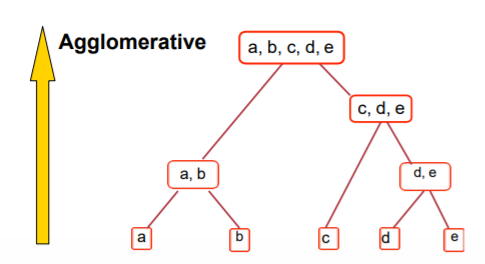 Agglomerative
a, b, c, d, e
c, d, e
a, b
d, e
a
b
c
d
e